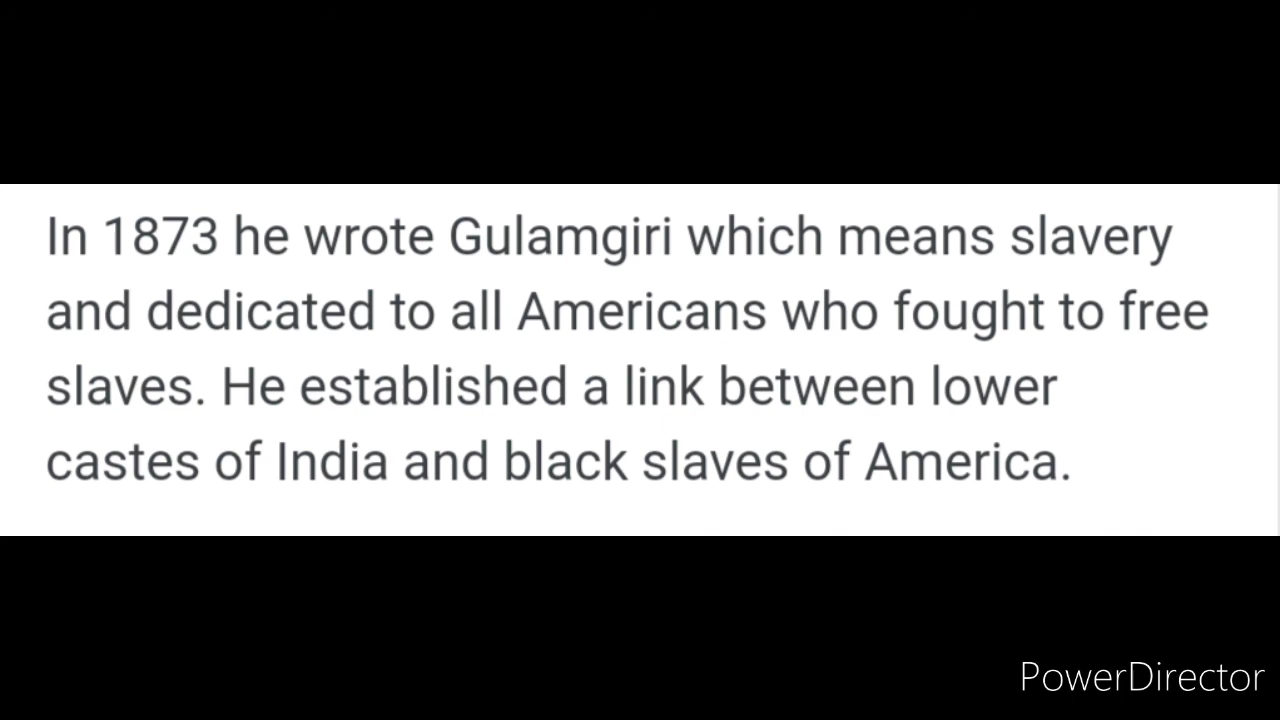 In 1873 he wrote Gulamgiri which means slavery
and dedicated to all Americans who fought to free
slaves. He established a link between lower
castes of India and black slaves of America.
PowerDirector